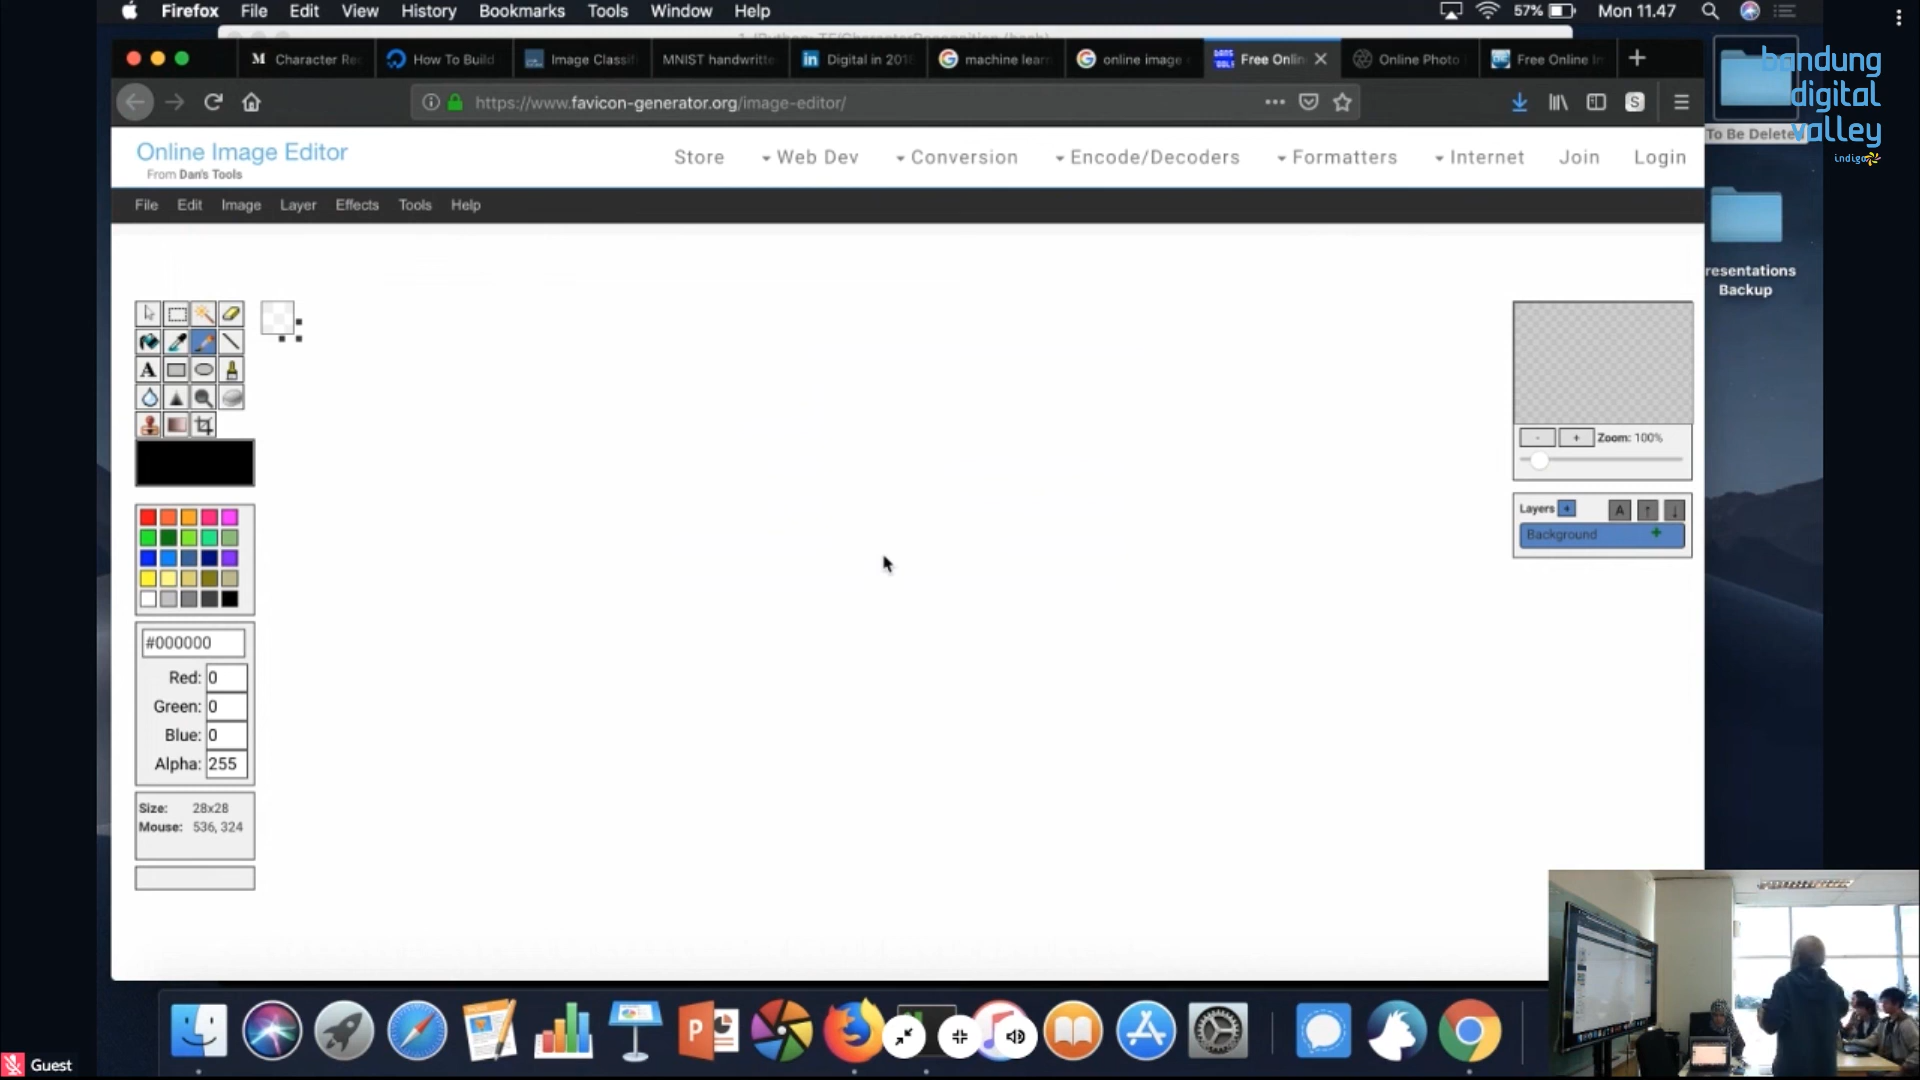 Firefox File Edit View History Bookmarks Tools Window Help 57% Mon 11.47
Character Re
How To Build
Image Classif
MNIST handwritte
Digital in 201
machine lear
online image
Free Onlin
Online Photo
Free Online I
https://www.favicon-generator.org/image-editor/
bandung
digital
valley
indigo
To Be Delete
Online Image Editor
From Dan's Tools
Store Web Dev Conversion Encode/Decoders Formatters Internet Join Login
File Edit Image Layer Effects Tools Help
resentations
Backup
A
- + Zoom: 100%
Layers + A ↑ ↓
Background +
#000000
Red: 0
Green: 0
Blue: 0
Alpha: 255
Size: 28x28
Mouse: 536, 324
Guest